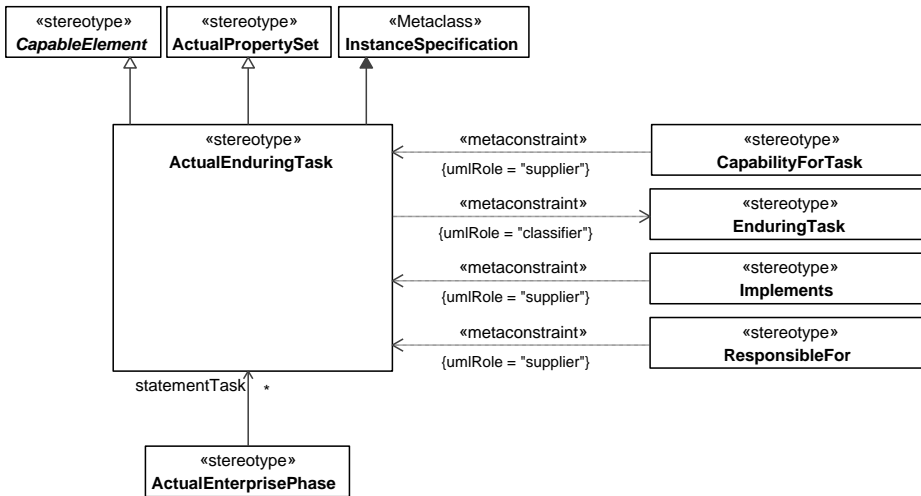 «stereotype»
CapableElement
«stereotype»
ActualPropertySet
«Metaclass»
InstanceSpecification
«stereotype»
ActualEnduringTask
«metaconstraint»
{umlRole = "supplier"}
«stereotype»
CapabilityForTask
«metaconstraint»
{umlRole = "classifier"}
«stereotype»
EnduringTask
«metaconstraint»
{umlRole = "supplier"}
«stereotype»
Implements
«metaconstraint»
{umlRole = "supplier"}
«stereotype»
ResponsibleFor
statementTask *
«stereotype»
ActualEnterprisePhase